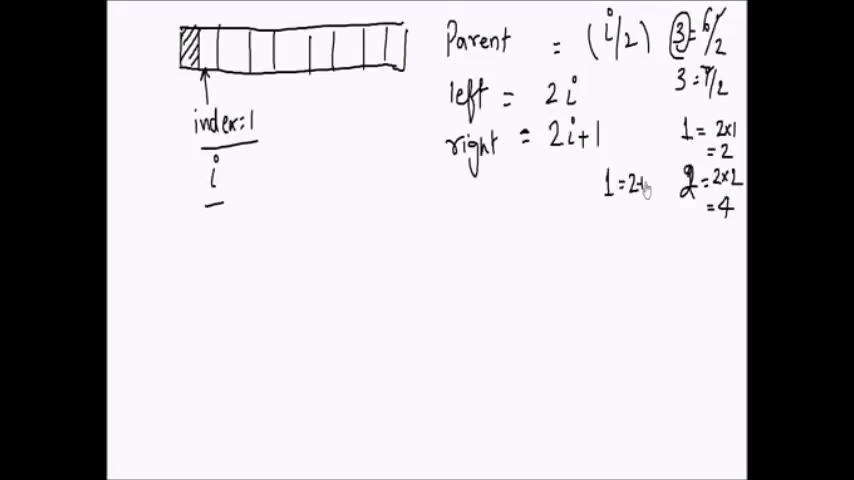 Parent = (i/2) 3 = 6/2
3 = 7/2
left = 2i
index=1
right = 2i+1
1 = 2x1
= 2
i
1 = 2+
2 = 2x2
= 4